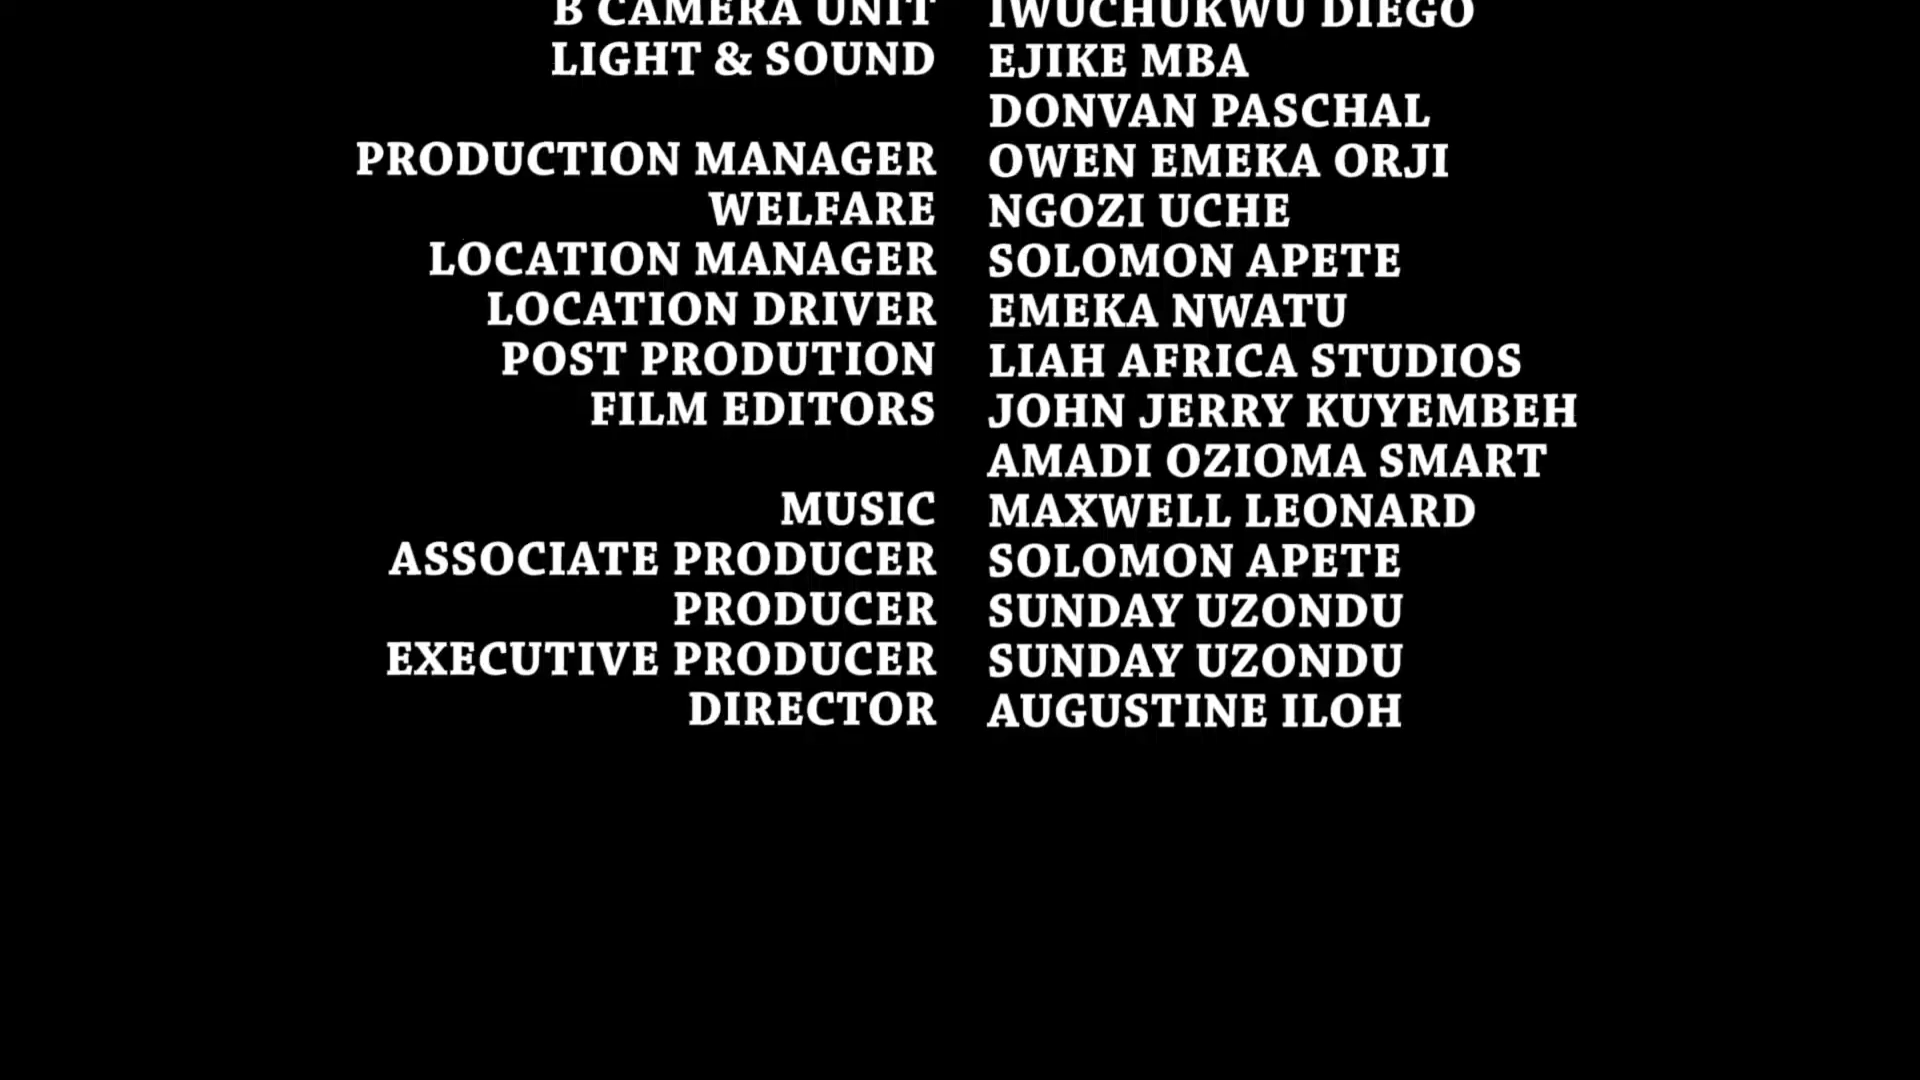 B CAMERA UNIT IWUCHUKWU DIEGO
LIGHT & SOUND EJIKE MBA
DONVAN PASCHAL
PRODUCTION MANAGER OWEN EMEKA ORJI
WELFARE NGOZI UCHE
LOCATION MANAGER SOLOMON APETE
LOCATION DRIVER EMEKA NWATU
POST PRODUTION LIAH AFRICA STUDIOS
FILM EDITORS JOHN JERRY KUYEMBEH
AMADI OZIOMA SMART
MUSIC MAXWELL LEONARD
ASSOCIATE PRODUCER SOLOMON APETE
PRODUCER SUNDAY UZONDU
EXECUTIVE PRODUCER SUNDAY UZONDU
DIRECTOR AUGUSTINE ILOH